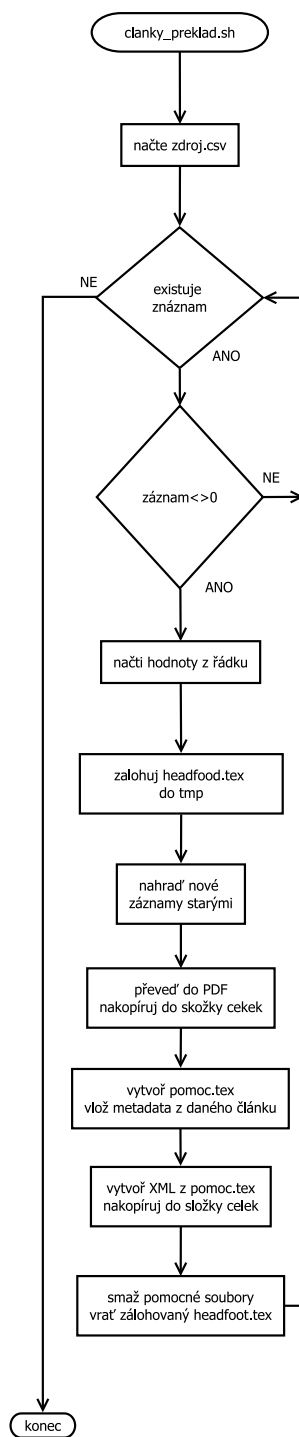 clanky_preklad.sh
načte zdroj.csv
NE
existuje
znáznam
ANO
záznam<>0
NE
ANO
načti hodnoty z řádku
zalohuj headfood.tex
do tmp
nahraď nové
záznamy starými
převeď do PDF
nakopíruj do skožky cekek
vytvoř pomoc.tex
vlož metadata z daného článku
vytvoř XML z pomoc.tex
nakopíruj do složky celek
smaž pomocné soubory
vrať zálohovaný headfoot.tex
konec